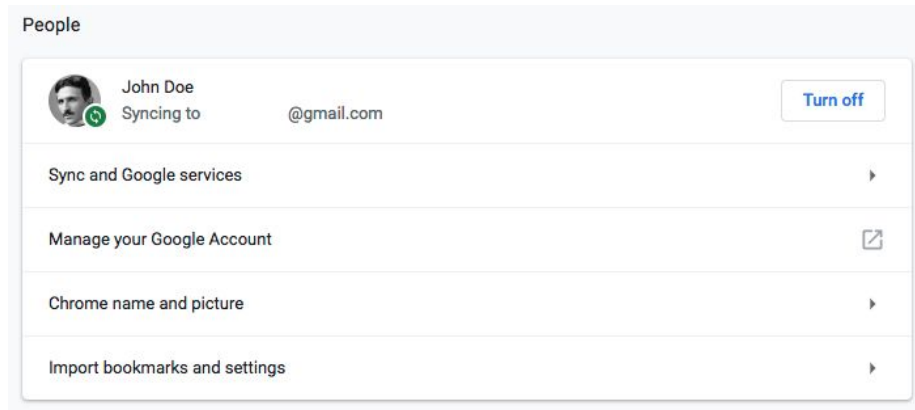 People
John Doe
Syncing to @gmail.com
Turn off
Sync and Google services
Manage your Google Account
Chrome name and picture
Import bookmarks and settings